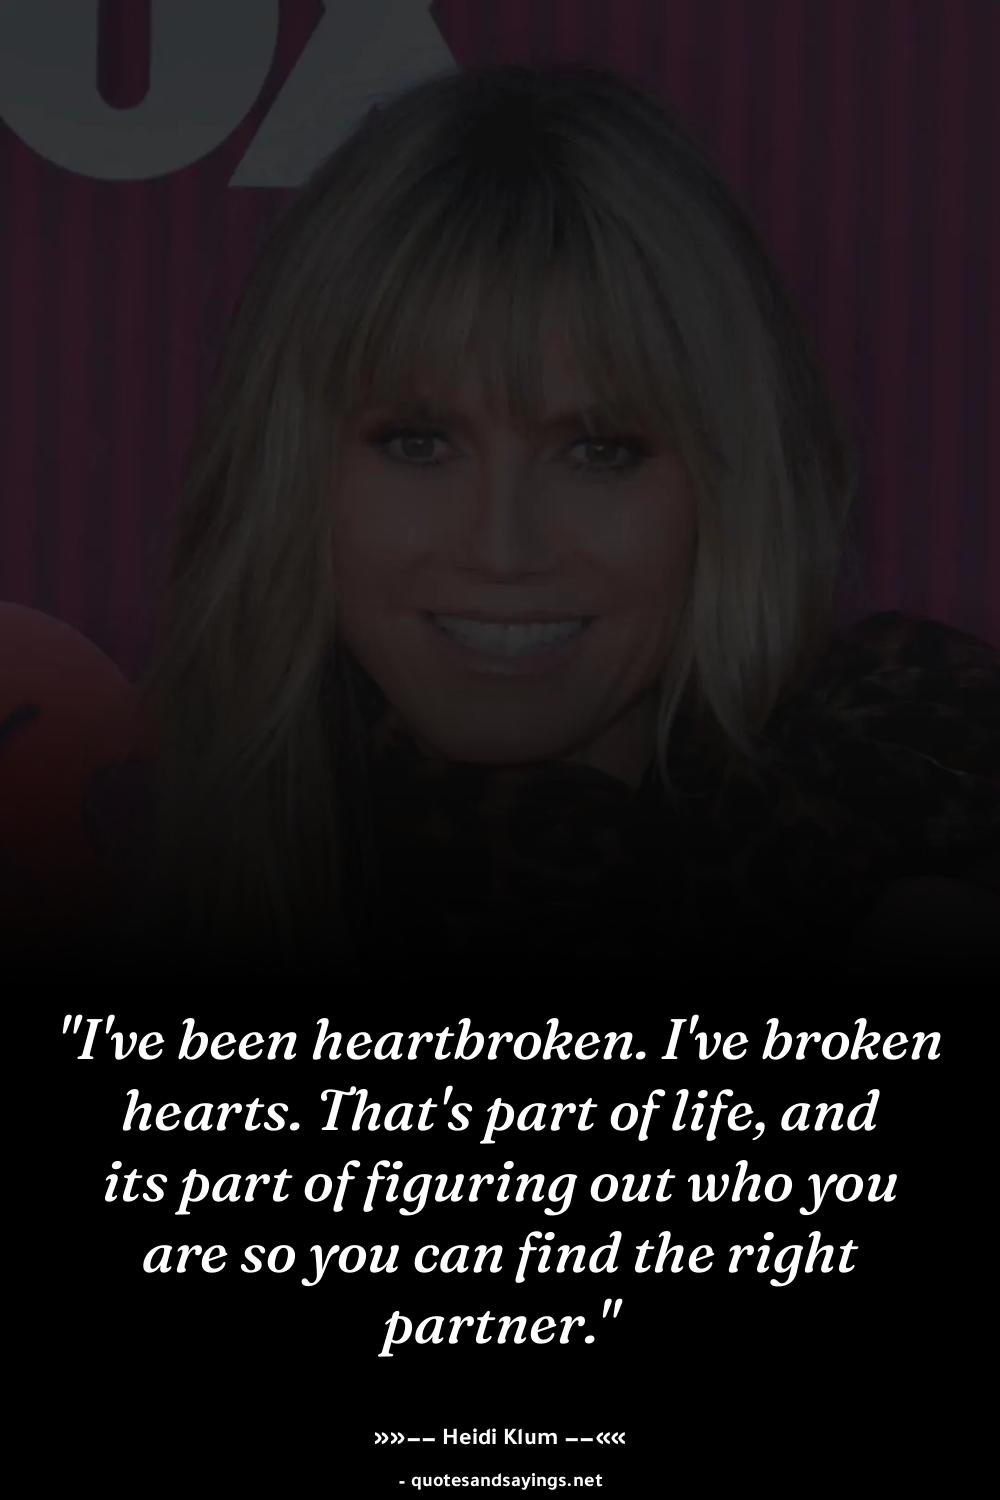 "I've been heartbroken. I've broken
hearts. That's part of life, and
its part of figuring out who you
are so you can find the right
partner."
»»–– Heidi Klum ––««
- quotesandsayings.net